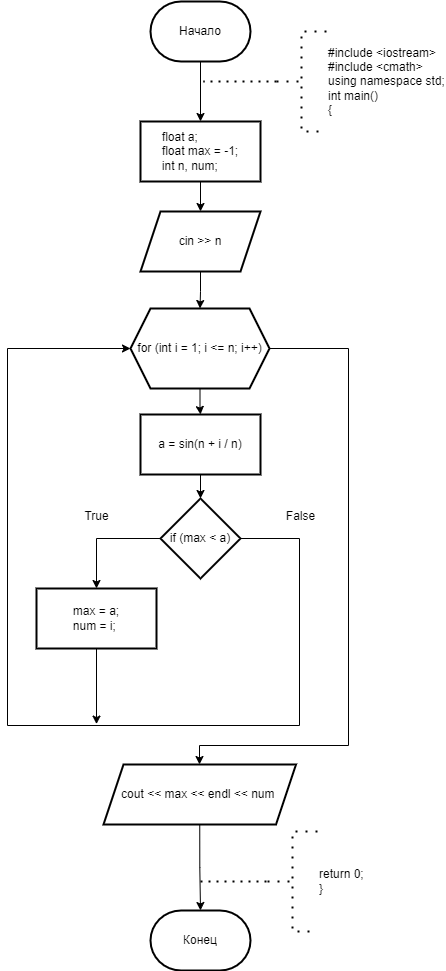 Начало
#include <iostream>
#include <cmath>
using namespace std;
int main()
{
float a;
float max = -1;
int n, num;
cin >> n
for (int i = 1; i <= n; i++)
a = sin(n + i / n)
True
False
if (max < a)
max = a;
num = i;
cout << max << endl << num
return 0;
}
Конец